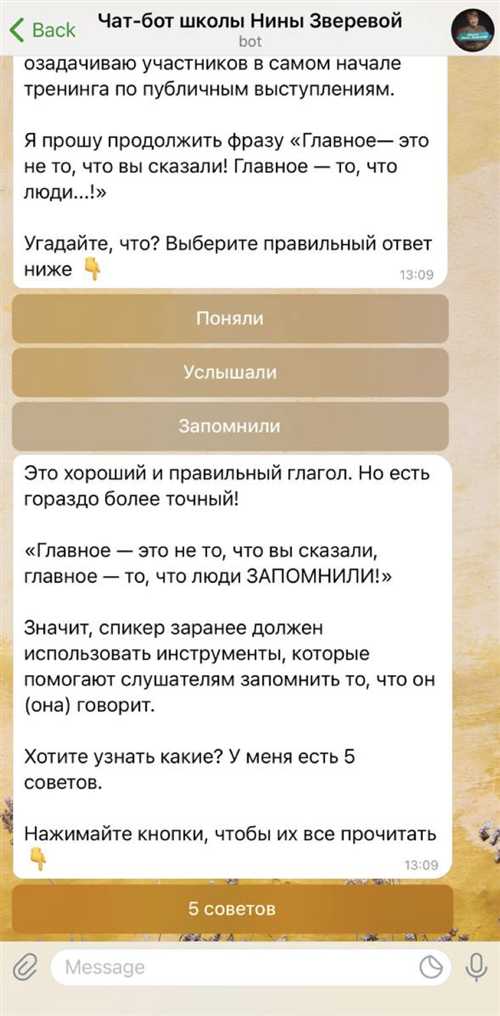 Back
Чат-бот школы Нины Зверевой
bot
озадачиваю участников в самом начале
тренинга по публичным выступлениям.
Я прошу продолжить фразу «Главное— это
не то, что вы сказали! Главное — то, что
люди...!»
Угадайте, что? Выберите правильный ответ
ниже 👇
13:09
Поняли
Услышали
Запомнили
Это хороший и правильный глагол. Но есть
гораздо более точный!
«Главное — это не то, что вы сказали,
главное — то, что люди ЗАПОМНИЛИ!»
Значит, спикер заранее должен
использовать инструменты, которые
помогают слушателям запомнить то, что он
(она) говорит.
Хотите узнать какие? У меня есть 5
советов.
Нажимайте кнопки, чтобы их все прочитать
👇
13:09
5 советов
Message